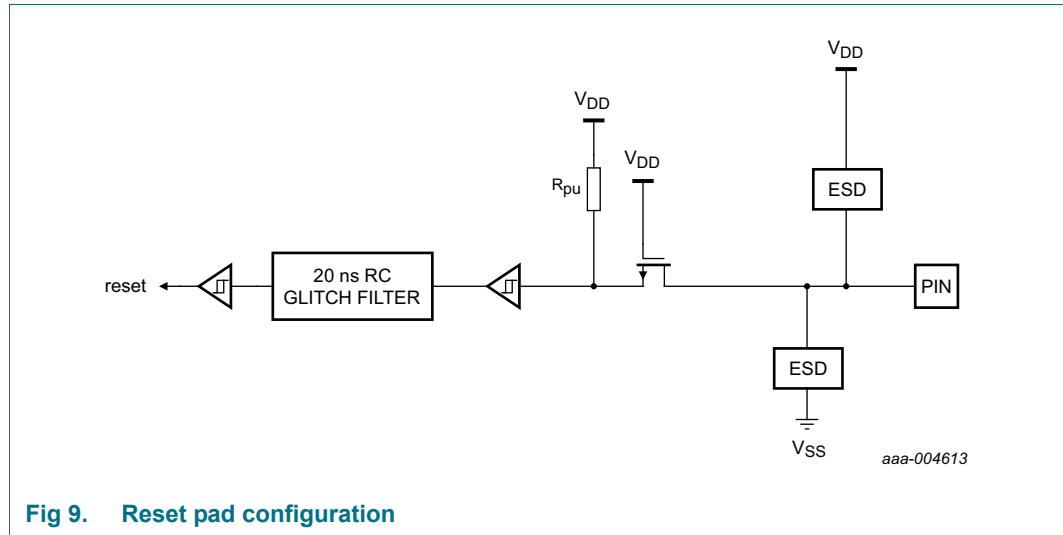 VDD
VDD
VDD
Rpu
ESD
reset
20 ns RC
GLITCH FILTER
PIN
ESD
VSS
aaa-004613
Fig 9. Reset pad configuration